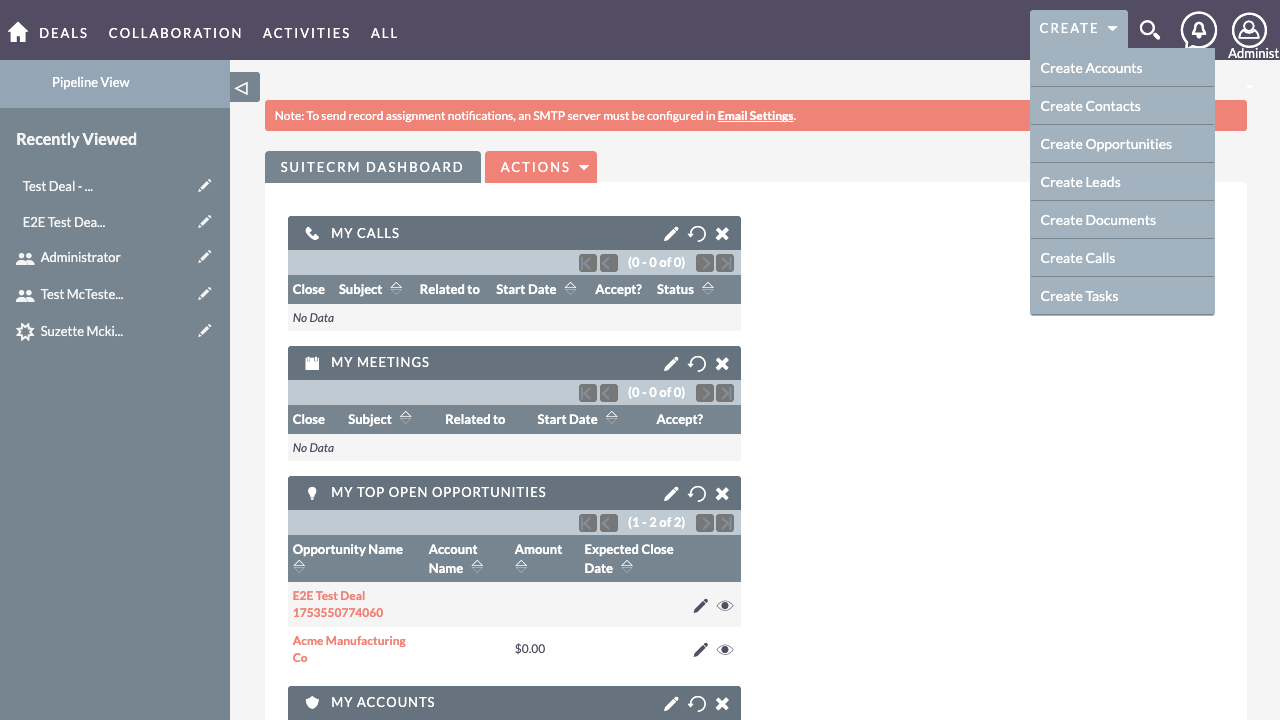 DEALS COLLABORATION ACTIVITIES ALL CREATE
Administ
Create Accounts
Create Contacts
Create Opportunities
Create Leads
Create Documents
Create Calls
Create Tasks
Pipeline View
Recently Viewed
Test Deal - ...
E2E Test Dea...
Administrator
Test McTeste...
Suzette Mcki...
Note: To send record assignment notifications, an SMTP server must be configured in Email Settings.
SUITECRM DASHBOARD ACTIONS
MY CALLS
(0 - 0 of 0)
Close Subject Related to Start Date Accept? Status
No Data
MY MEETINGS
(0 - 0 of 0)
Close Subject Related to Start Date Accept?
No Data
MY TOP OPEN OPPORTUNITIES
(1 - 2 of 2)
Opportunity Name Account Name Amount Expected Close Date
E2E Test Deal
1753550774060
Acme Manufacturing
Co
$0.00
MY ACCOUNTS